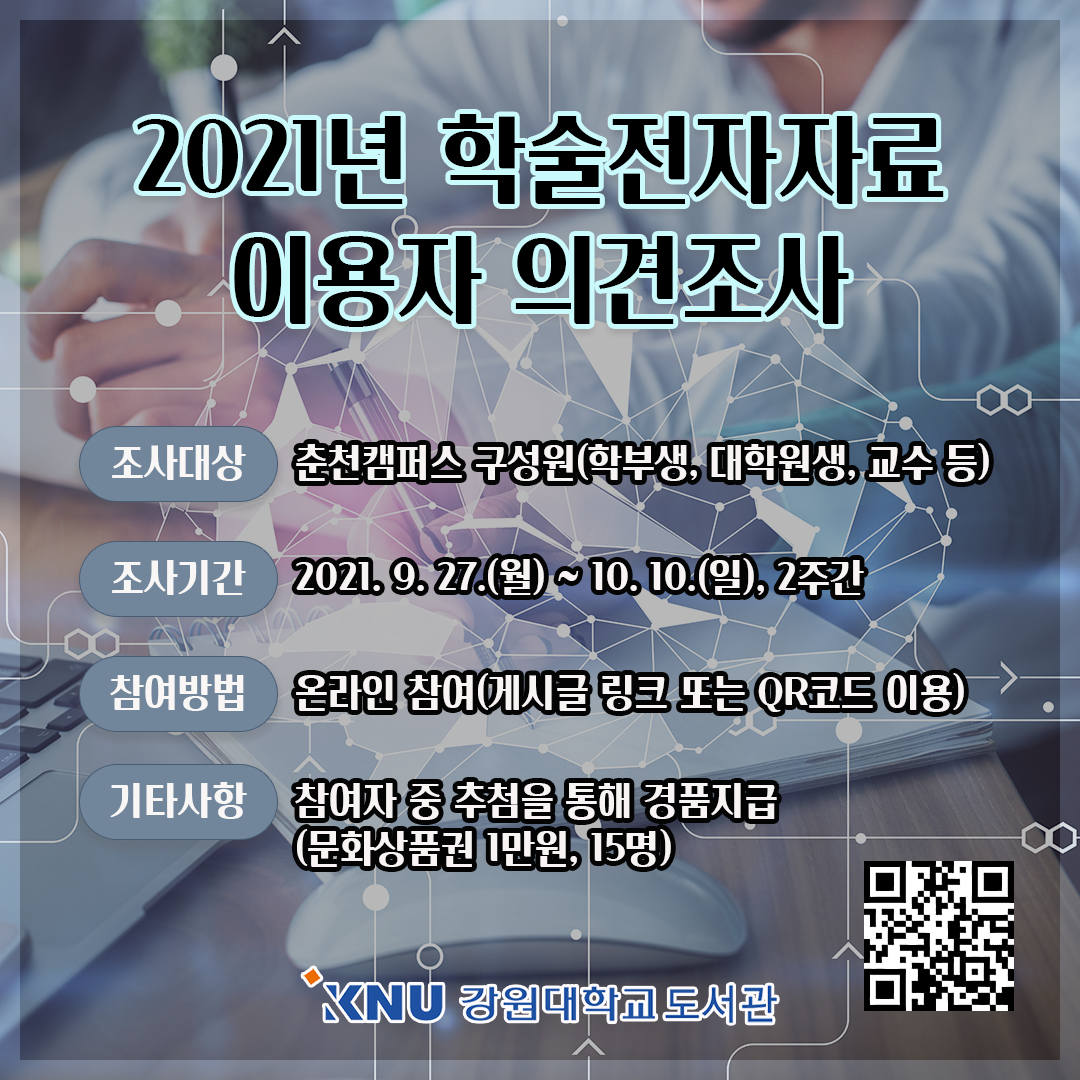 2021년 학술전자자료
이용자 의견조사
조사대상 춘천캠퍼스 구성원(학부생, 대학원생, 교수 등)
조사기간 2021. 9. 27.(월) ~ 10. 10.(일), 2주간
참여방법 온라인 참여(게시글 링크 또는 QR코드 이용)
기타사항 참여자 중 추첨을 통해 경품지급
(문화상품권 1만원, 15명)
KNU 강원대학교 도서관